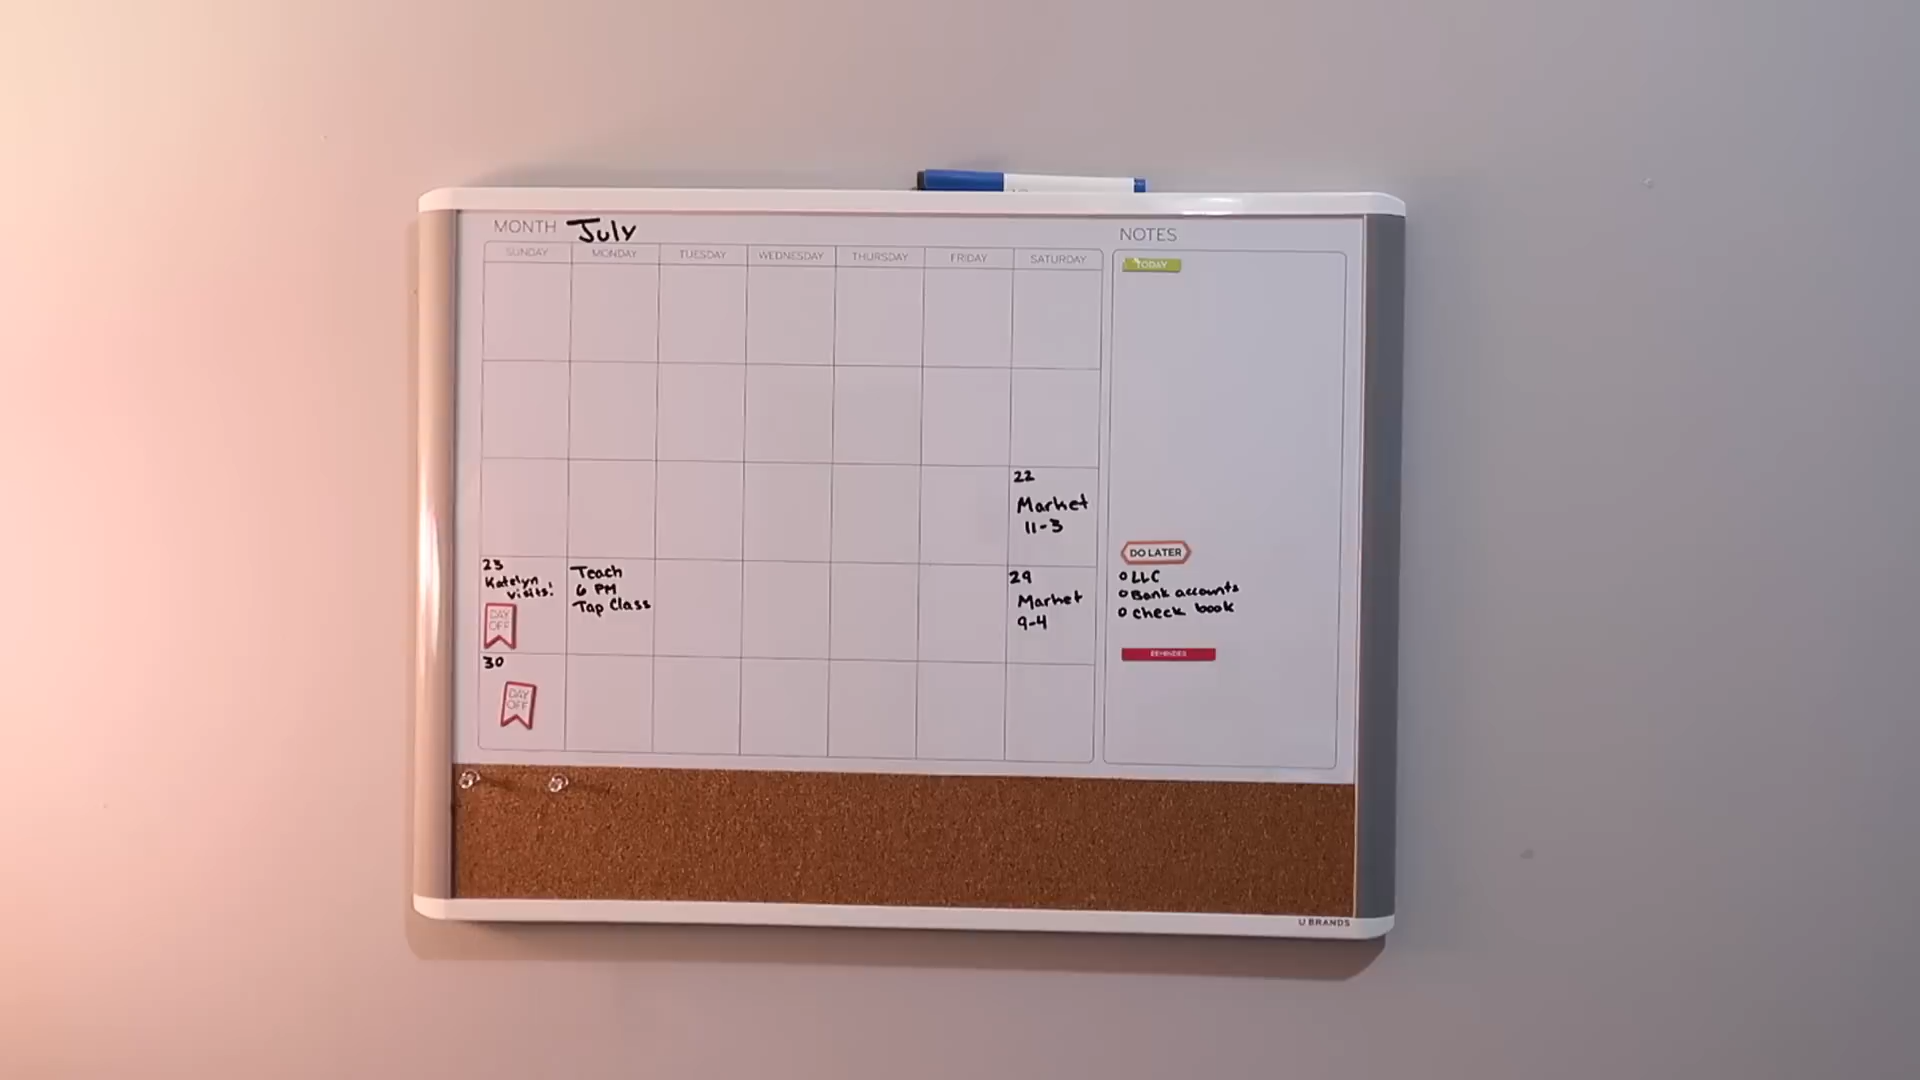 MONTH July
NOTES
SUNDAY MONDAY TUESDAY WEDNESDAY THURSDAY FRIDAY SATURDAY
TODAY
22
Market
11-3
23
Katelyn
visits!
DAY
OFF
Teach
6 PM
Tap Class
29
Market
9-4
30
DAY
OFF
DO LATER
o LLC
o Bank accounts
o check book
REMINDER
U BRANDS